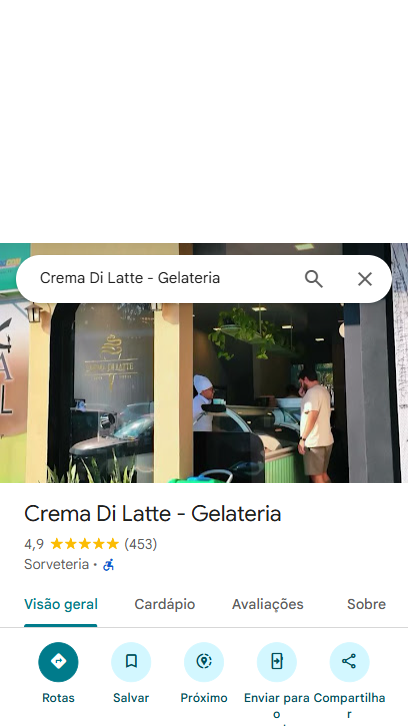 Crema Di Latte - Gelateria
Crema Di Latte - Gelateria
4,9 (453)
Sorveteria ·
Visão geral Cardápio Avaliações Sobre
Rotas Salvar Próximo Enviar para o Compartilhar